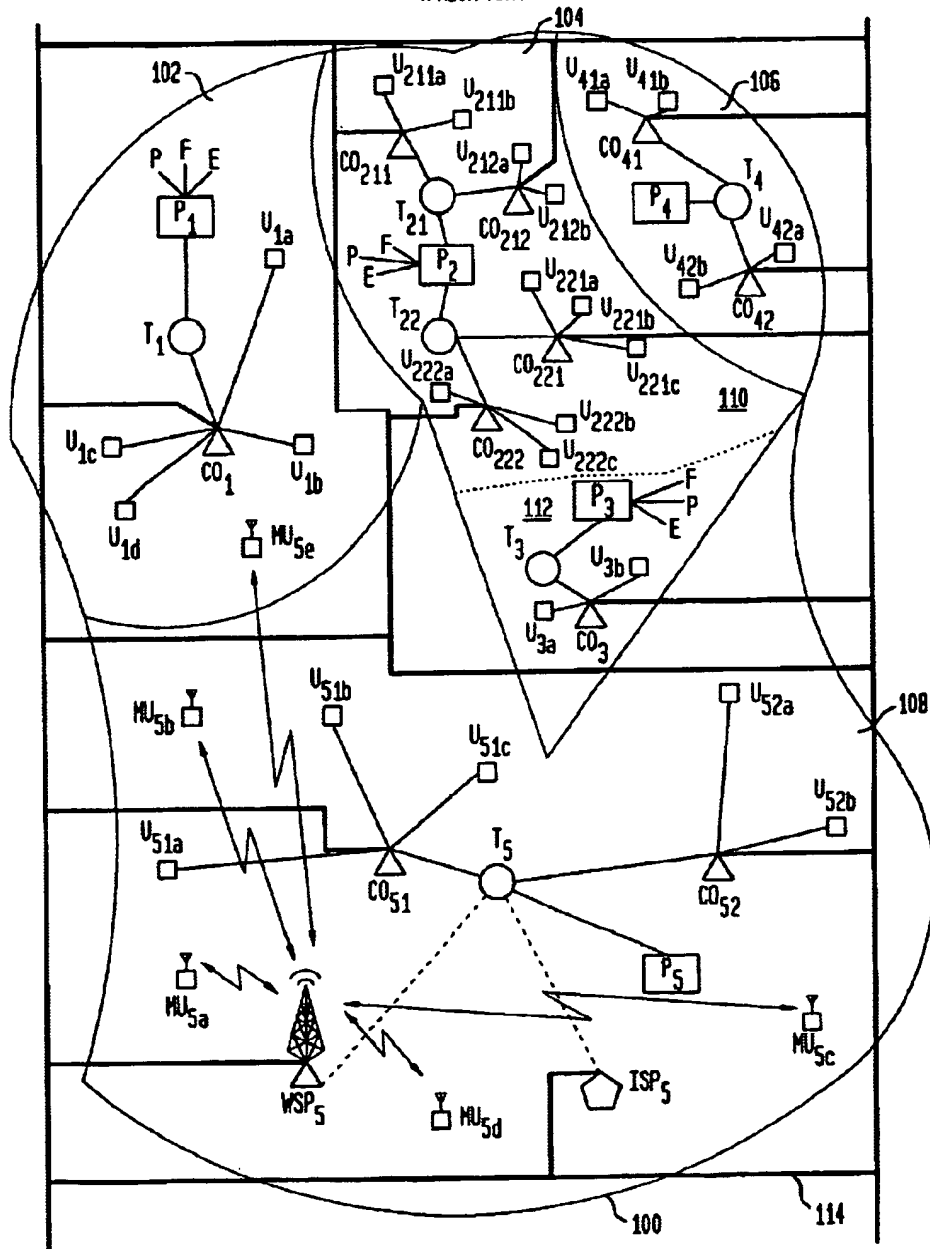 104
102
U211a
U211b
U41a
U41b
106
P
F
E
P1
U1a
CO211
U212a
CO41
T21
CO212
U212b
P4
T4
U42a
F
P
E
P2
U42b
CO42
T1
T22
U221a
U221b
CO221
U221c
U222a
110
U1c
CO1
U1b
CO222
U222b
U222c
U1d
112
P3
F
P
E
MU5e
T3
U3b
U3a
CO3
U51b
U52a
MU5b
108
U51c
U52b
U51a
T5
CO51
CO52
P5
MU5a
MU5c
WSP5
ISP5
MU5d
100
114